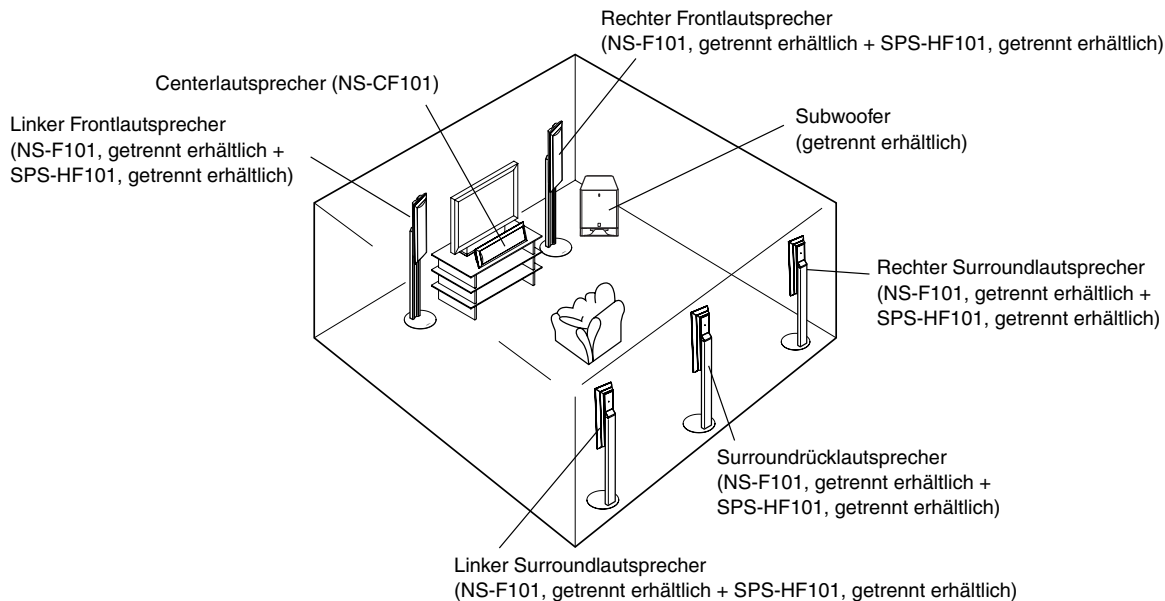 Rechter Frontlautsprecher
(NS-F101, getrennt erhältlich + SPS-HF101, getrennt erhältlich)
Centerlautsprecher (NS-CF101)
Linker Frontlautsprecher
(NS-F101, getrennt erhältlich +
SPS-HF101, getrennt erhältlich)
Subwoofer
(getrennt erhältlich)
Rechter Surroundlautsprecher
(NS-F101, getrennt erhältlich +
SPS-HF101, getrennt erhältlich)
Surroundrücklautsprecher
(NS-F101, getrennt erhältlich +
SPS-HF101, getrennt erhältlich)
Linker Surroundlautsprecher
(NS-F101, getrennt erhältlich + SPS-HF101, getrennt erhältlich)